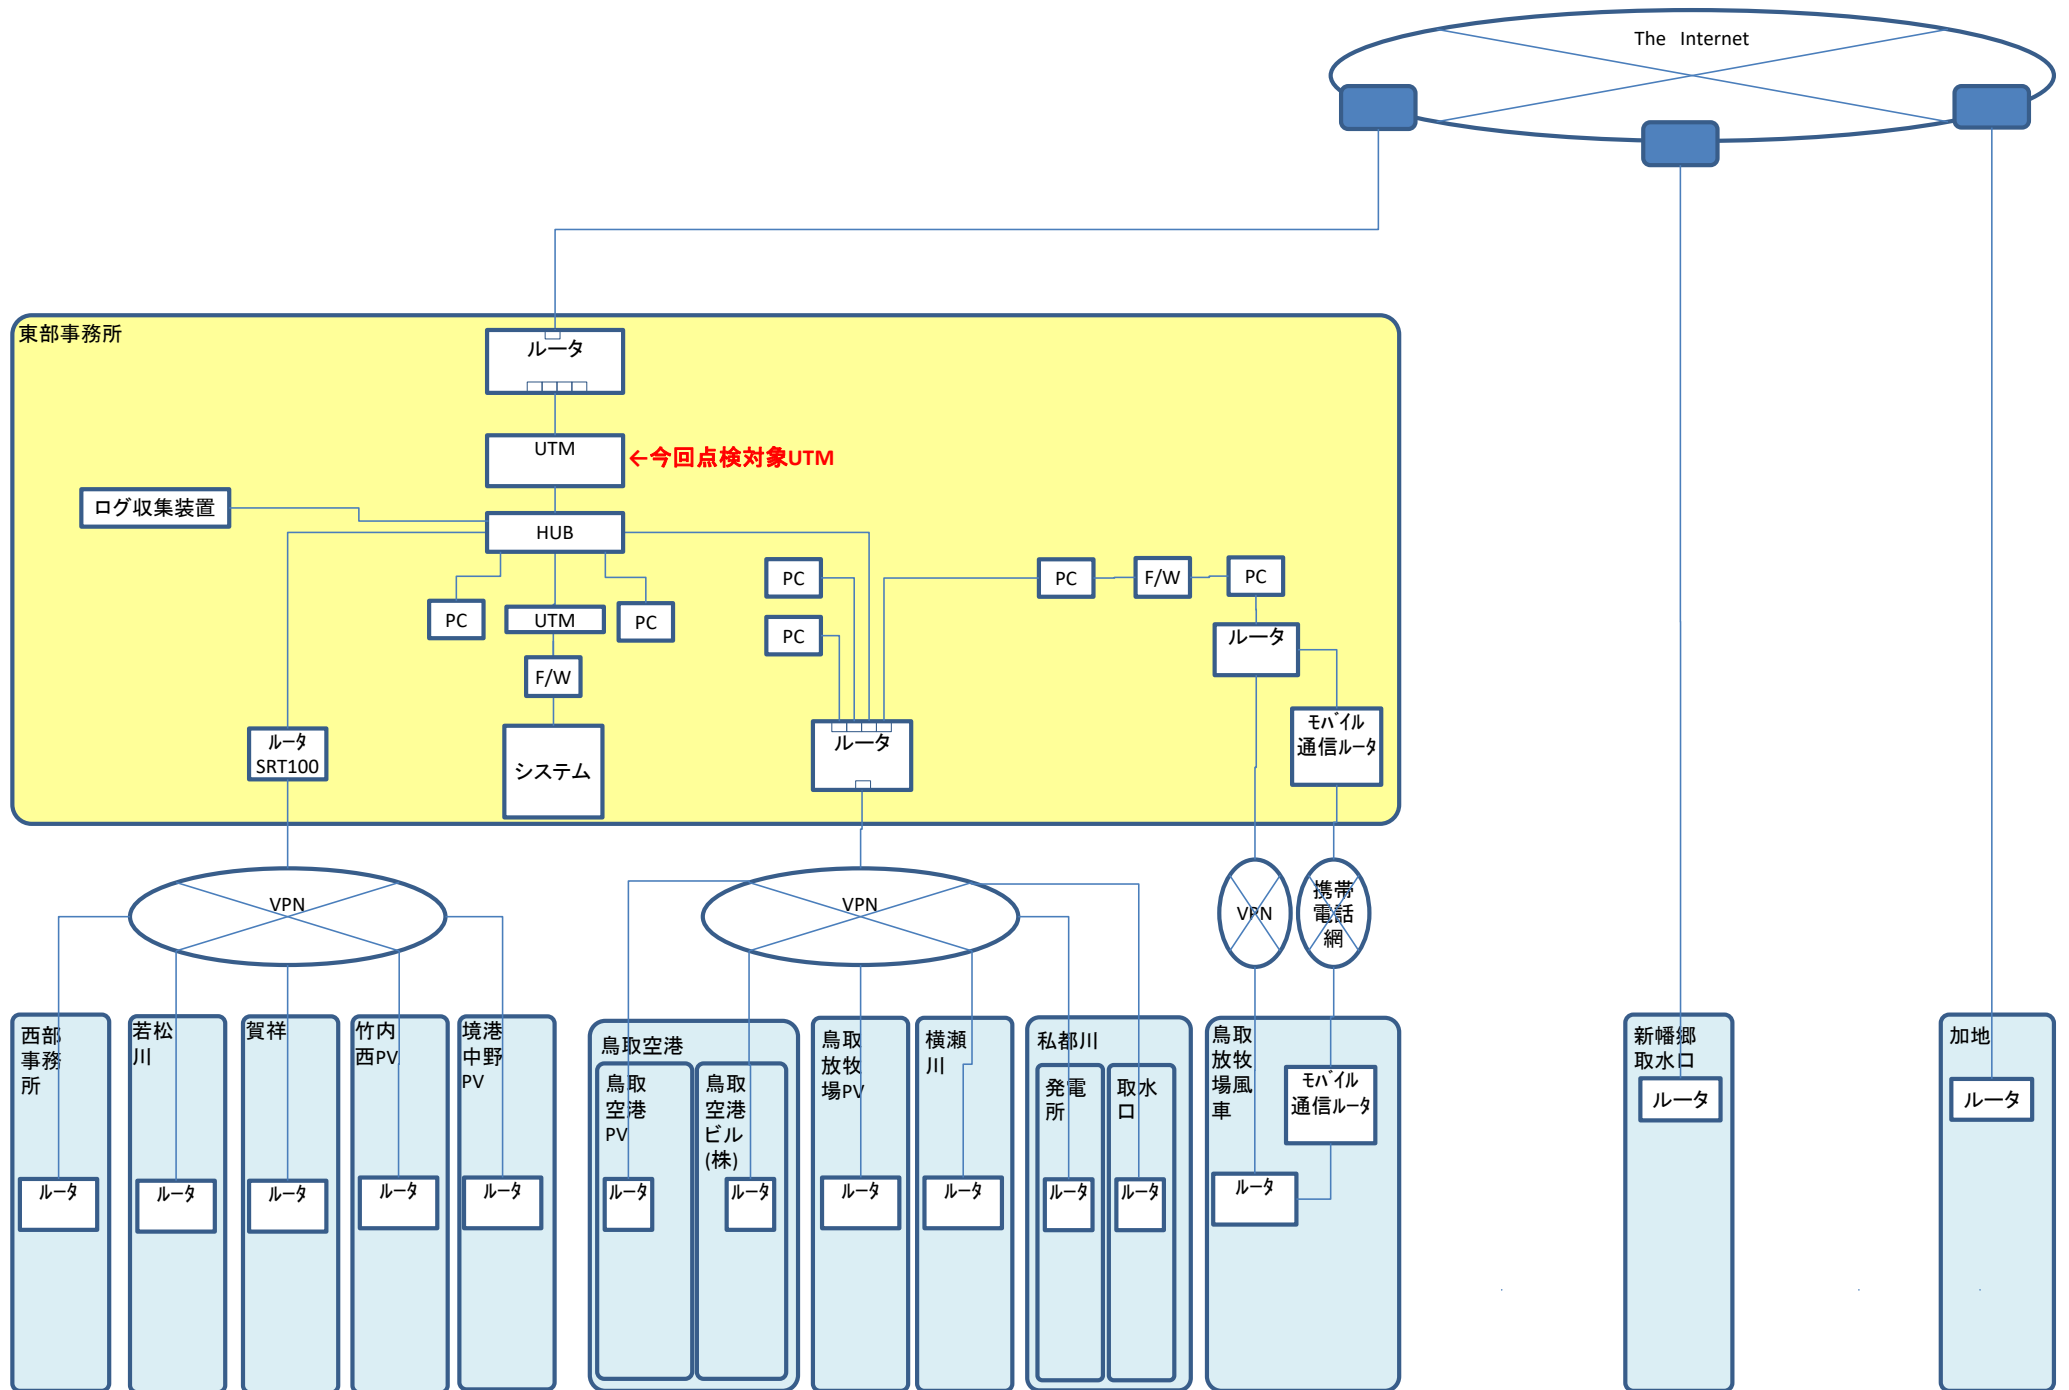 The Internet
東部事務所
ルータ
UTM
←今回点検対象UTM
ログ収集装置
HUB
PC
UTM
PC
F/W
システム
ルータ
SRT100
PC
PC
ルータ
PC
F/W
PC
ルータ
ﾓﾊﾞｲﾙ
通信ﾙｰﾀ
VPN
VPN
VPN
携帯
電話
網
西部
事務
所
ﾙｰﾀ
若松
川
ﾙｰﾀ
賀祥
ﾙｰﾀ
竹内
西PV
ﾙｰﾀ
境港
中野
PV
ﾙｰﾀ
鳥取空港
鳥取
空港
PV
ﾙｰﾀ
鳥取
空港
ビル
(株)
ﾙｰﾀ
鳥取
放牧
場PV
ﾙｰﾀ
横瀬
川
ﾙｰﾀ
私都川
発電
所
ﾙｰﾀ
取水
口
ﾙｰﾀ
鳥取
放牧
場風
車
ﾓﾊﾞｲﾙ
通信ﾙｰﾀ
ﾙｰﾀ
新幡郷
取水口
ルータ
加地
ルータ